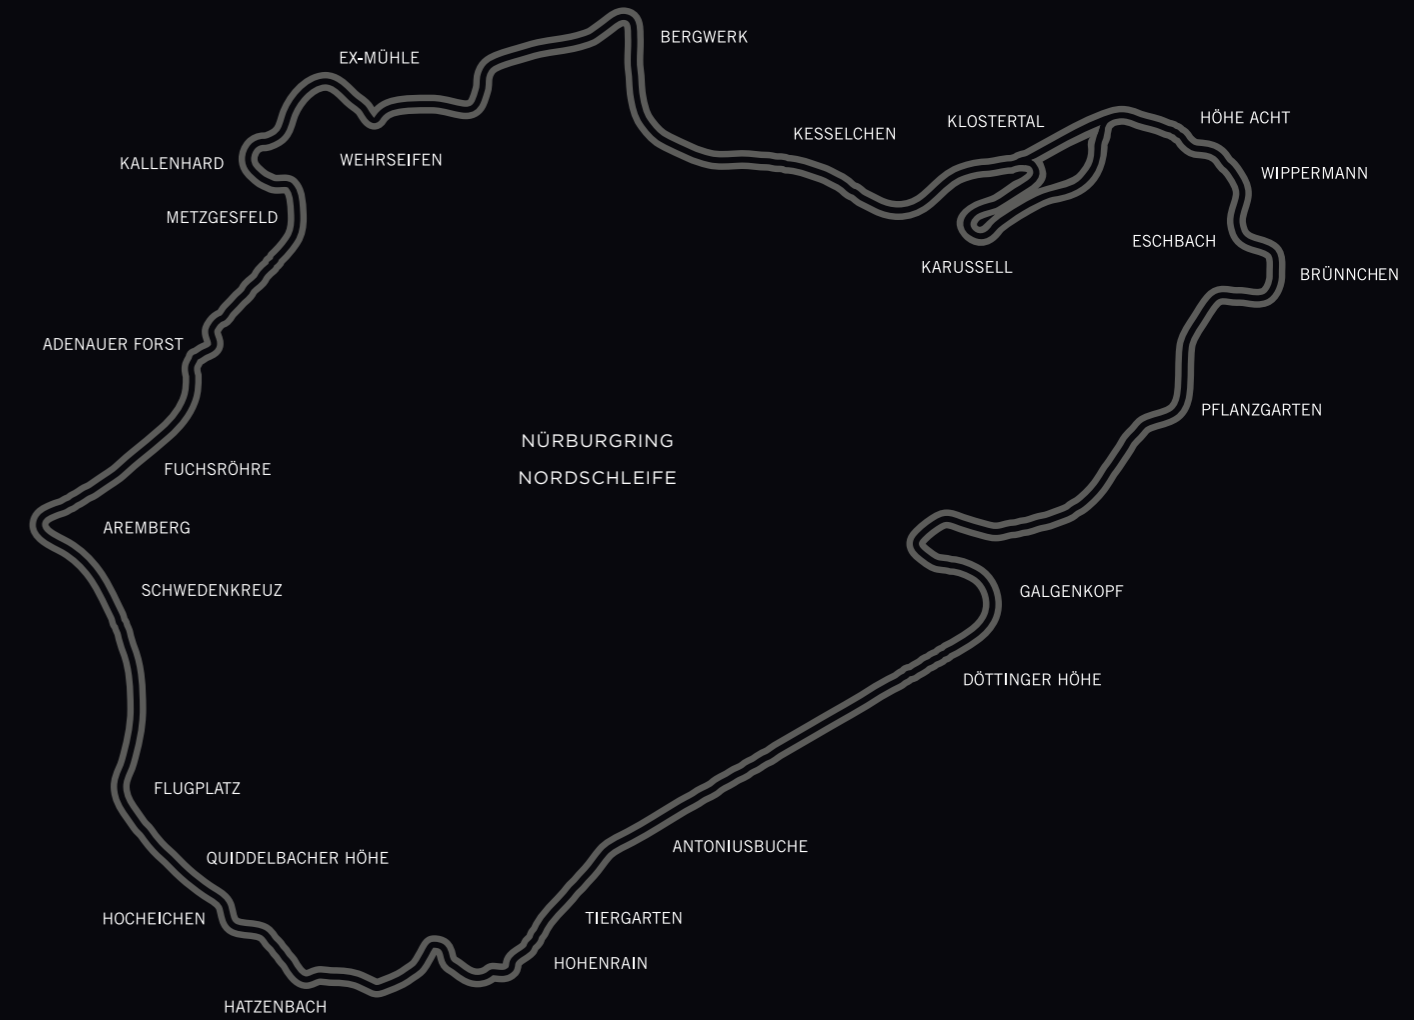 BERGWERK
EX-MÜHLE
KLOSTERTAL
HÖHE ACHT
KESSELCHEN
WEHRSEIFEN
KALLENHARD
WIPPERMANN
METZGESFELD
ESCHBACH
KARUSSELL
BRÜNNCHEN
ADENAUER FORST
PFLANZGARTEN
NÜRBURGRING
NORDSCHLEIFE
FUCHSRÖHRE
AREMBERG
SCHWEDENKREUZ
GALGENKOPF
DÖTTINGER HÖHE
FLUGPLATZ
ANTONIUSBUCHE
QUIDDELBACHER HÖHE
HOCHEICHEN
TIERGARTEN
HOHENRAIN
HATZENBACH